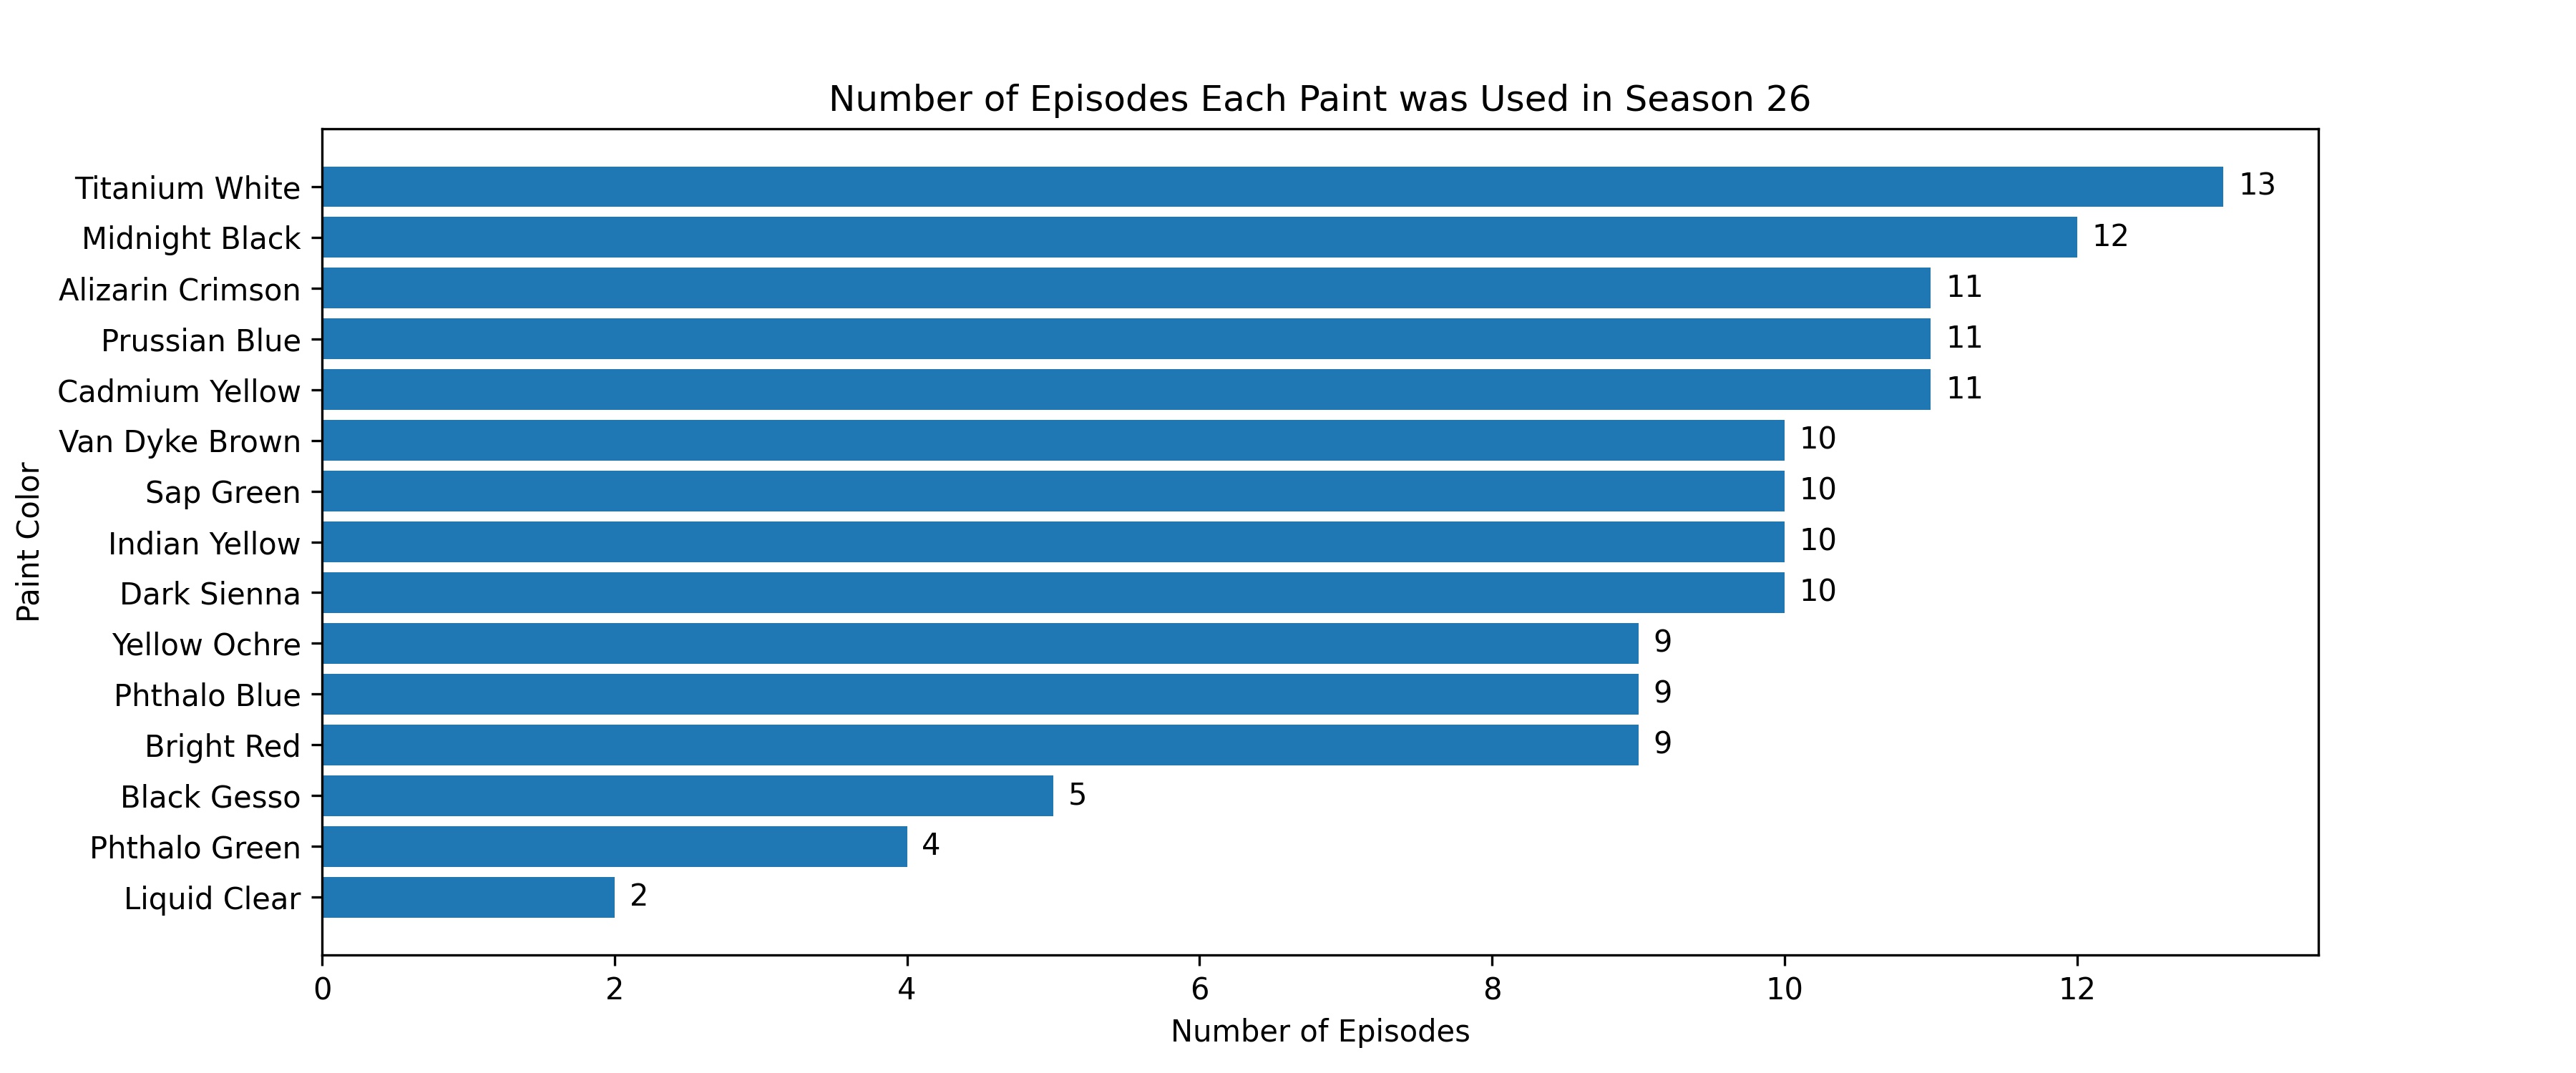 Number of Episodes Each Paint was Used in Season 26
Paint Color
Titanium White 13
Midnight Black 12
Alizarin Crimson 11
Prussian Blue 11
Cadmium Yellow 11
Van Dyke Brown 10
Sap Green 10
Indian Yellow 10
Dark Sienna 10
Yellow Ochre 9
Phthalo Blue 9
Bright Red 9
Black Gesso 5
Phthalo Green 4
Liquid Clear 2
0 2 4 6 8 10 12
Number of Episodes